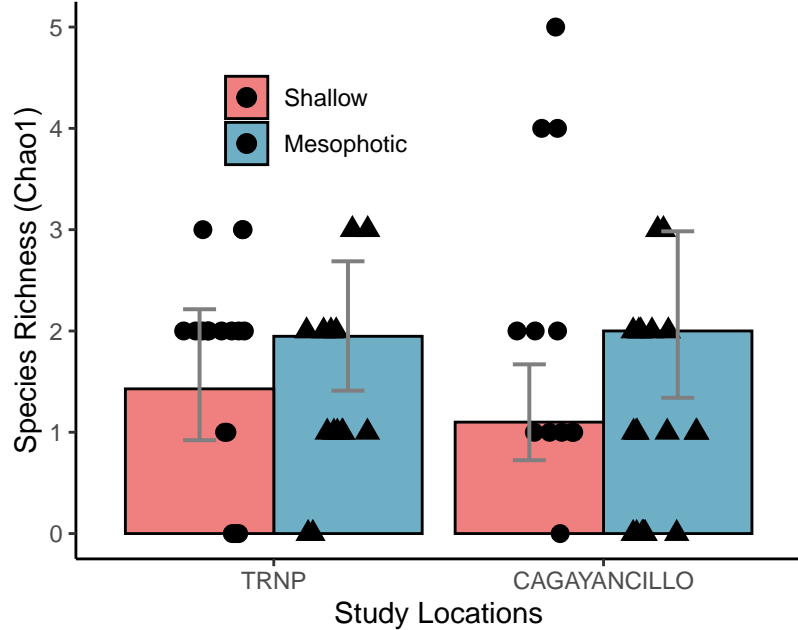 Species Richness (Chao1)
5
4
3
2
1
0
Shallow
Mesophotic
TRNP
CAGAYANCILLO
Study Locations